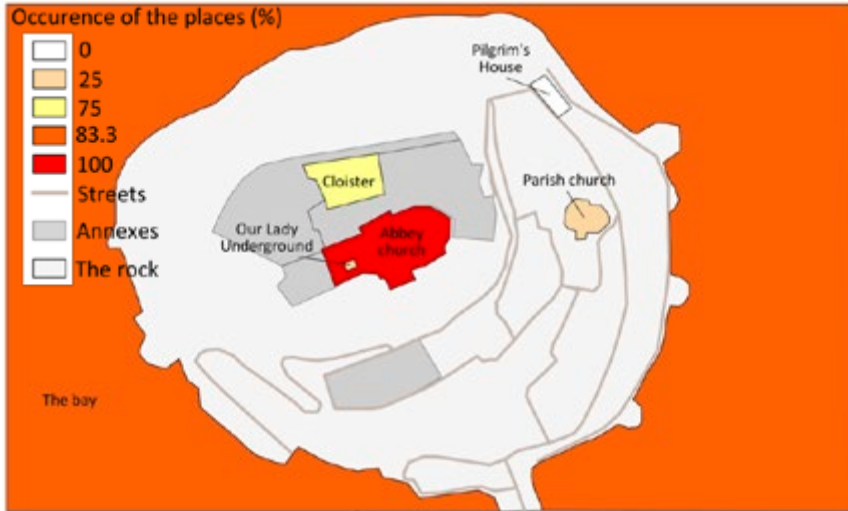 Occurence of the places (%)
0
25
75
83.3
100
Streets
Annexes
The rock
Pilgrim's
House
Parish church
Cloister
Our Lady
Underground
Abbey
church
The bay